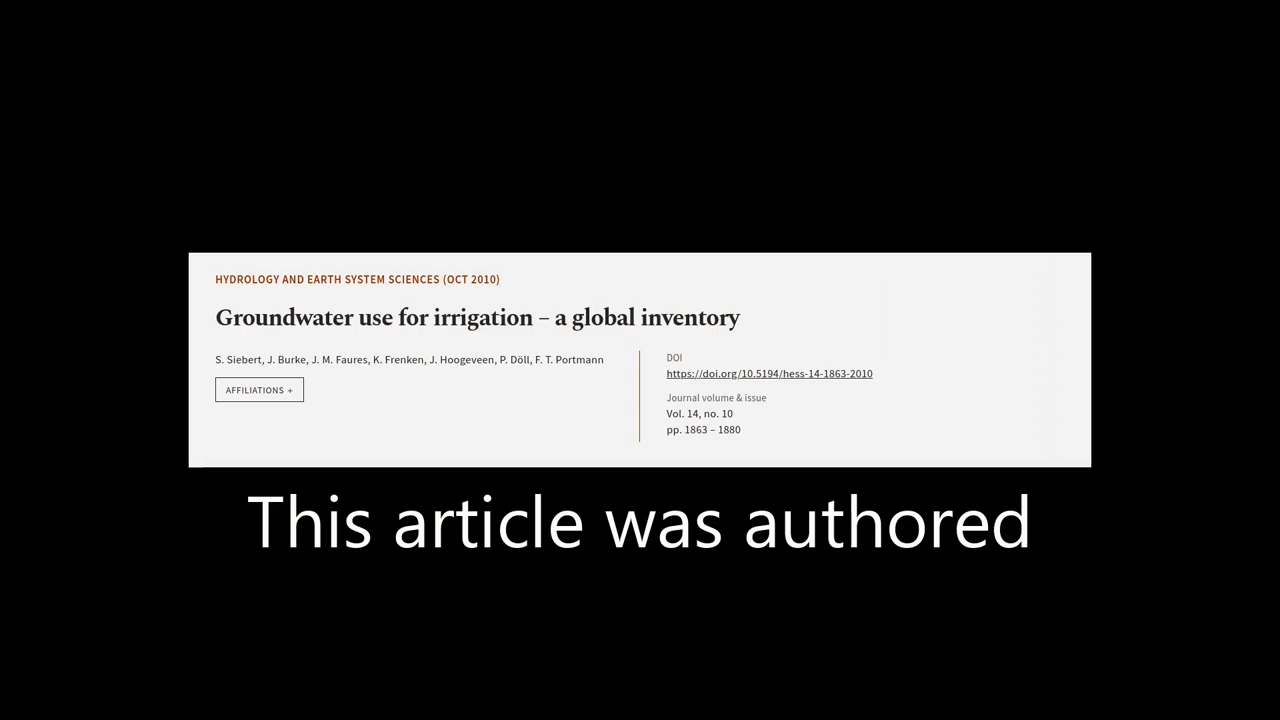 HYDROLOGY AND EARTH SYSTEM SCIENCES (OCT 2010)
Groundwater use for irrigation – a global inventory
S. Siebert, J. Burke, J. M. Faures, K. Frenken, J. Hoogeveen, P. Döll, F. T. Portmann
AFFILIATIONS +
DOI
https://doi.org/10.5194/hess-14-1863-2010
Journal volume & issue
Vol. 14, no. 10
pp. 1863 – 1880
This article was authored